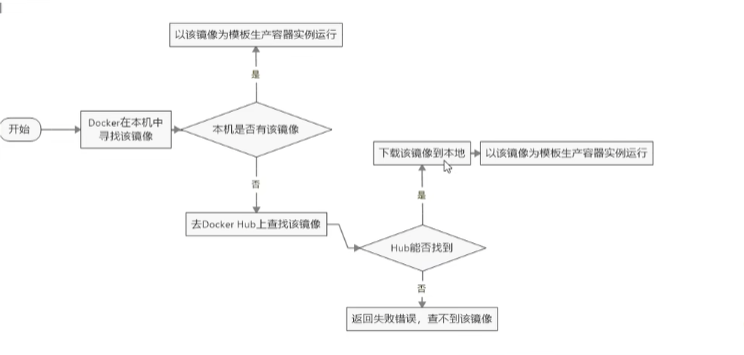 以该镜像为模板生产容器实例运行
是
开始
Docker在本机中
寻找该镜像
本机是否有该镜像
下载该镜像到本地
以该镜像为模板生产容器实例运行
否
是
去Docker Hub上查找该镜像
Hub能否找到
否
返回失败错误，查不到该镜像